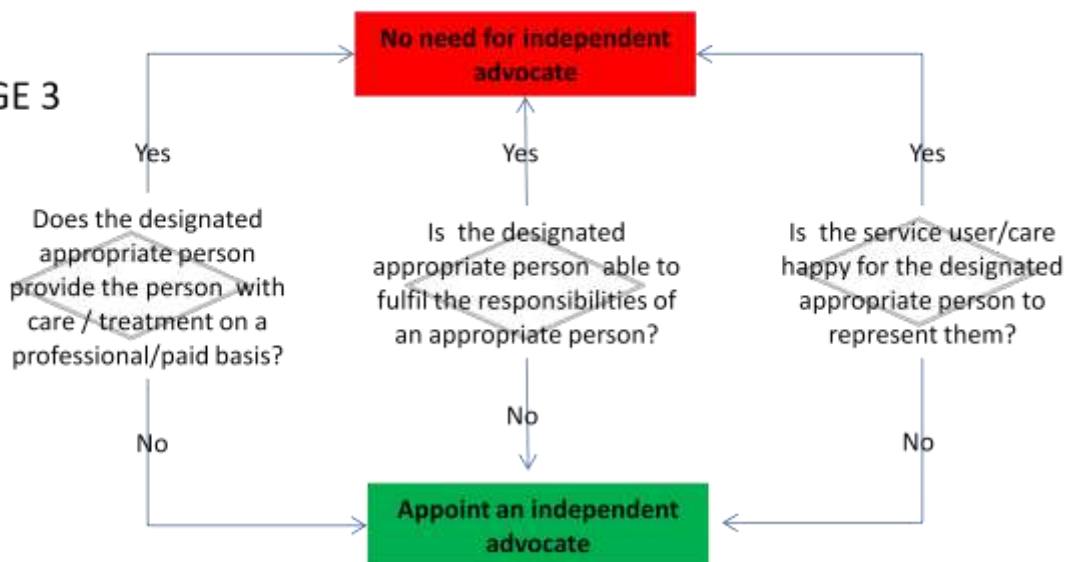 No need for independent
advocate
GE 3
Yes
Yes
Yes
Does the designated
appropriate person
provide the person with
care / treatment on a
professional/paid basis?
Is the designated
appropriate person able to
fulfil the responsibilities of
an appropriate person?
Is the service user/care
happy for the designated
appropriate person to
represent them?
No
No
No
Appoint an independent
advocate